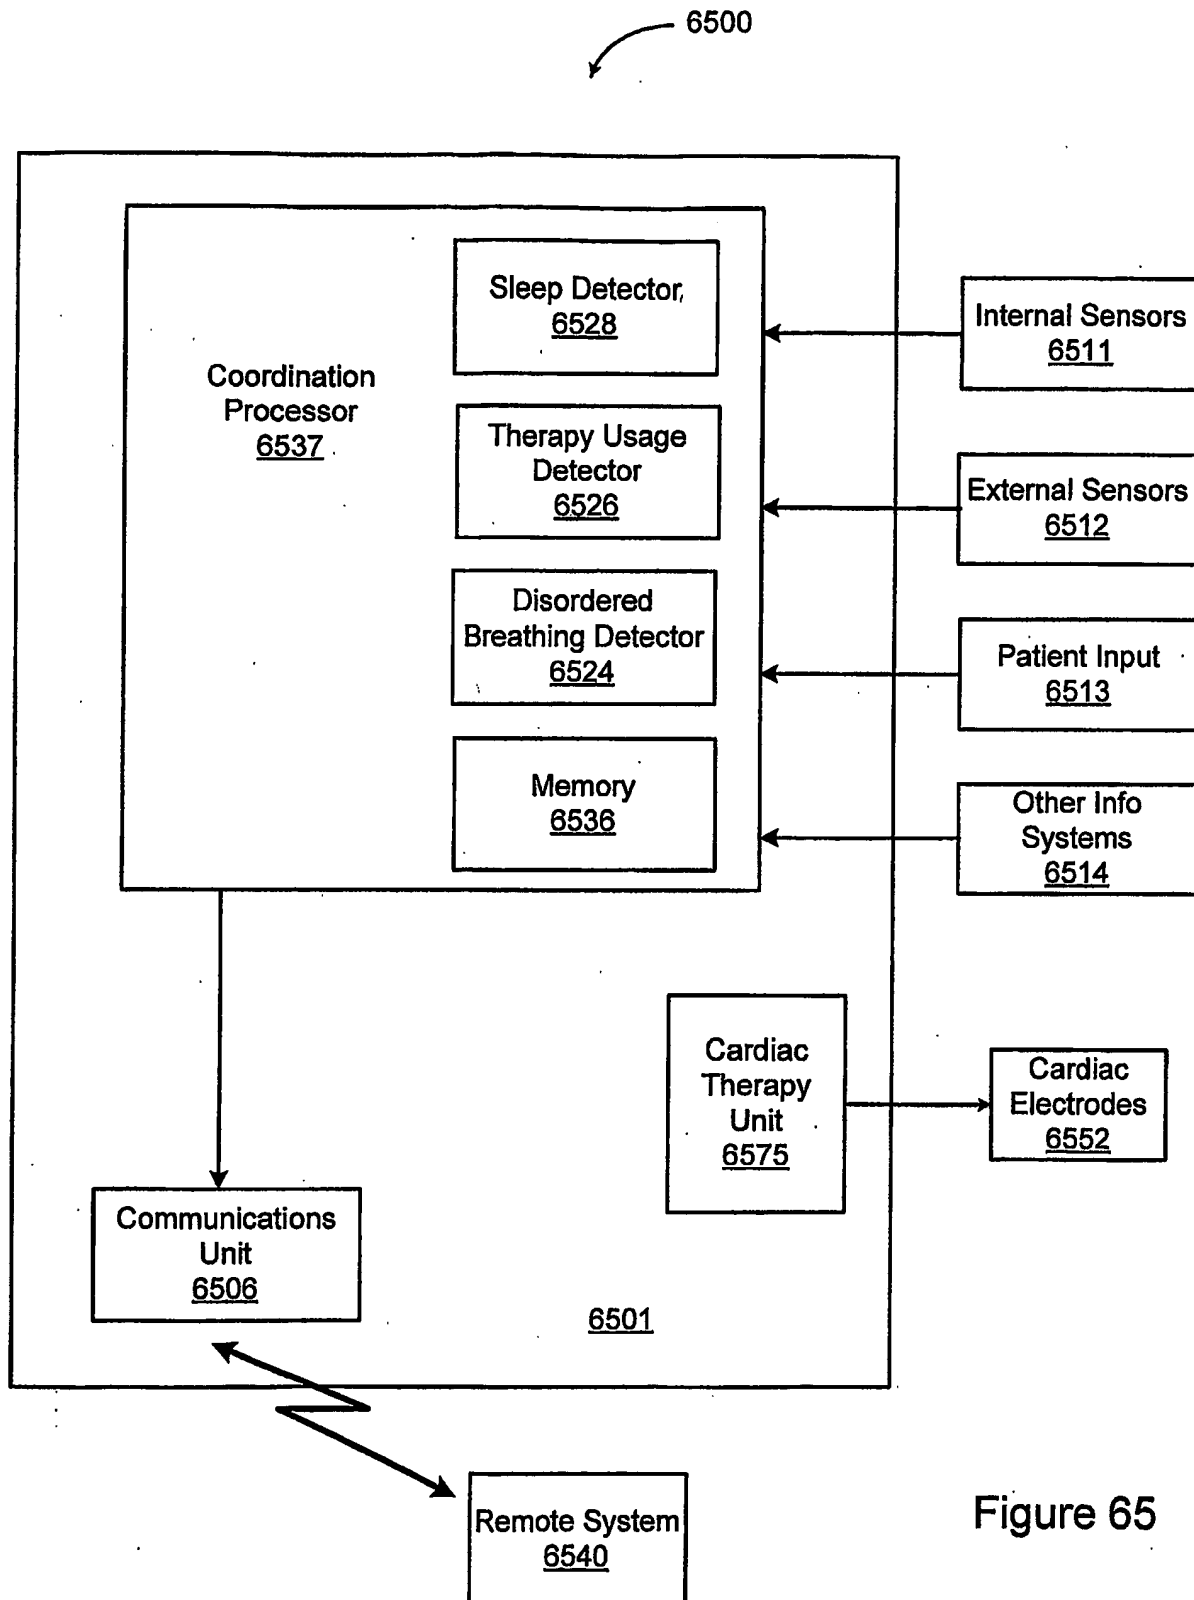 6500
Sleep Detector
6528
Coordination
Processor
6537
Therapy Usage
Detector
6526
Disordered
Breathing Detector
6524
Memory
6536
Internal Sensors
6511
External Sensors
6512
Patient Input
6513
Other Info
Systems
6514
Cardiac
Therapy
Unit
6575
Cardiac
Electrodes
6552
Communications
Unit
6506
6501
Remote System
6540
Figure 65